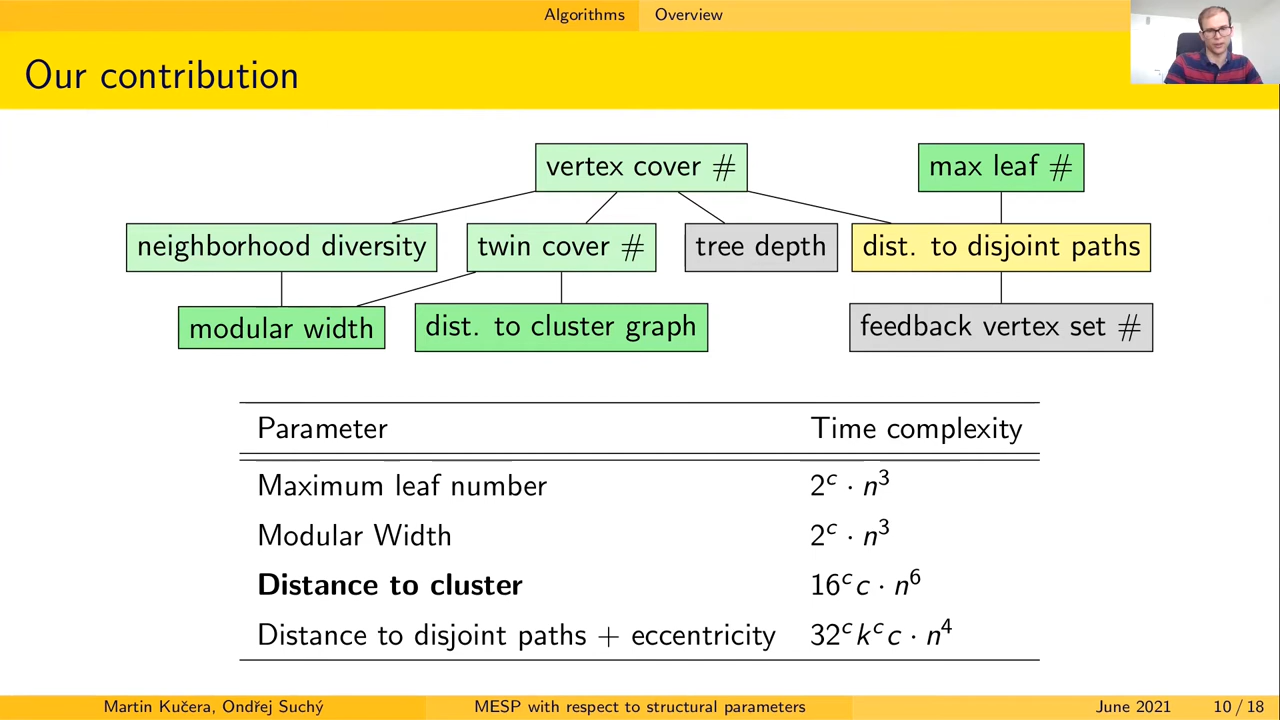 Algorithms Overview
Our contribution
vertex cover # max leaf #
neighborhood diversity twin cover # tree depth dist. to disjoint paths
modular width dist. to cluster graph feedback vertex set #
Parameter Time complexity
Maximum leaf number 2^c · n^3
Modular Width 2^c · n^3
Distance to cluster 16^c c · n^6
Distance to disjoint paths + eccentricity 32^c k^c c · n^4
Martin Kučera, Ondřej Suchý MESP with respect to structural parameters June 2021 10 / 18